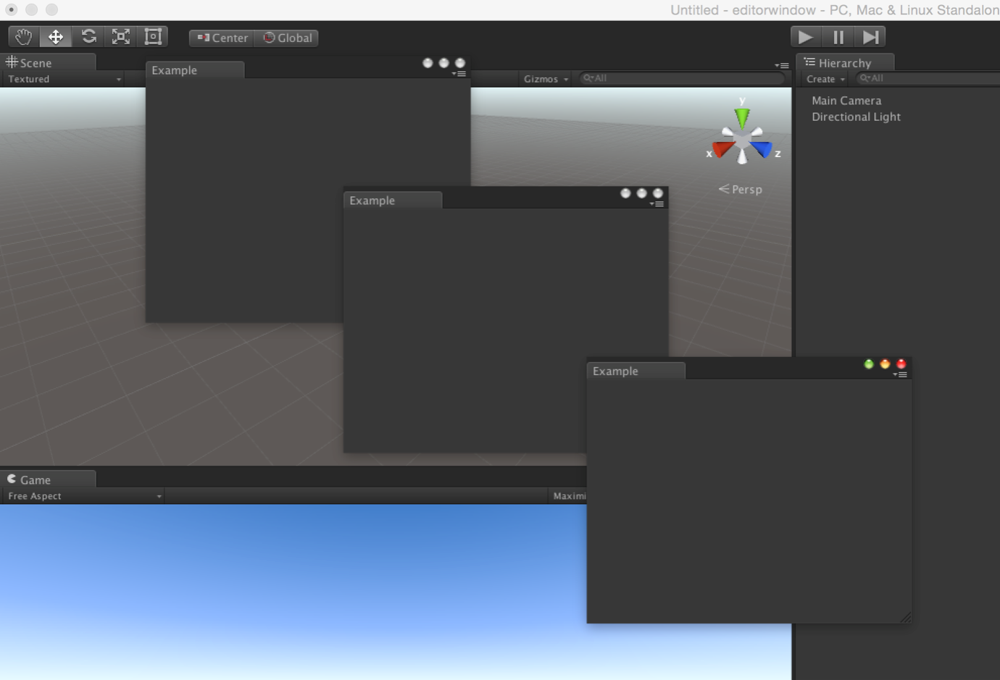 Untitled - editorwindow - PC, Mac & Linux Standalon
Center Global
Scene
Example
Hierarchy
Textured
Gizmos
All
Create
All
Main Camera
Directional Light
y
x
z
Persp
Example
Example
Game
Free Aspect
Maximi